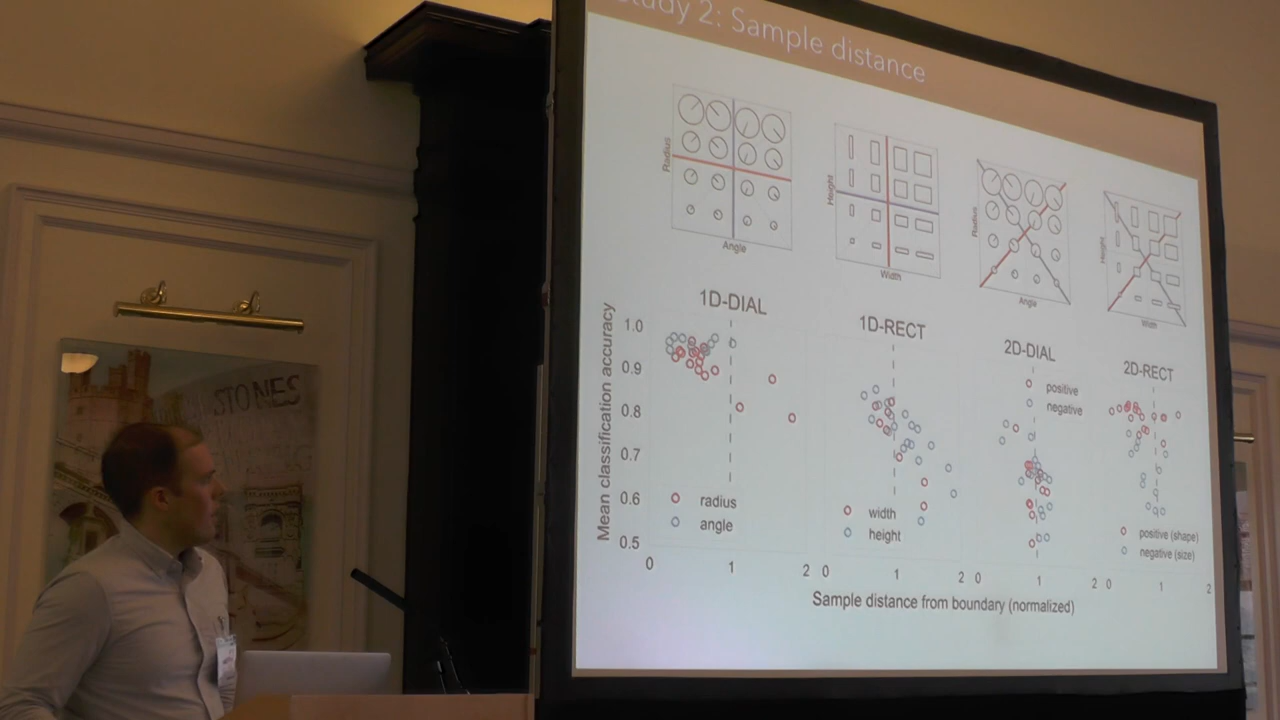 Study 2: Sample distance
Radius
Angle
Height
Width
Radius
Angle
Height
Width
1D-DIAL
1D-RECT
2D-DIAL
2D-RECT
Mean classification accuracy
1.0
0.9
0.8
0.7
0.6
0.5
radius
angle
width
height
positive
negative
positive (shape)
negative (size)
0 1 2
0 1 2
0 1 2
0 1 2
Sample distance from boundary (normalized)
STONES